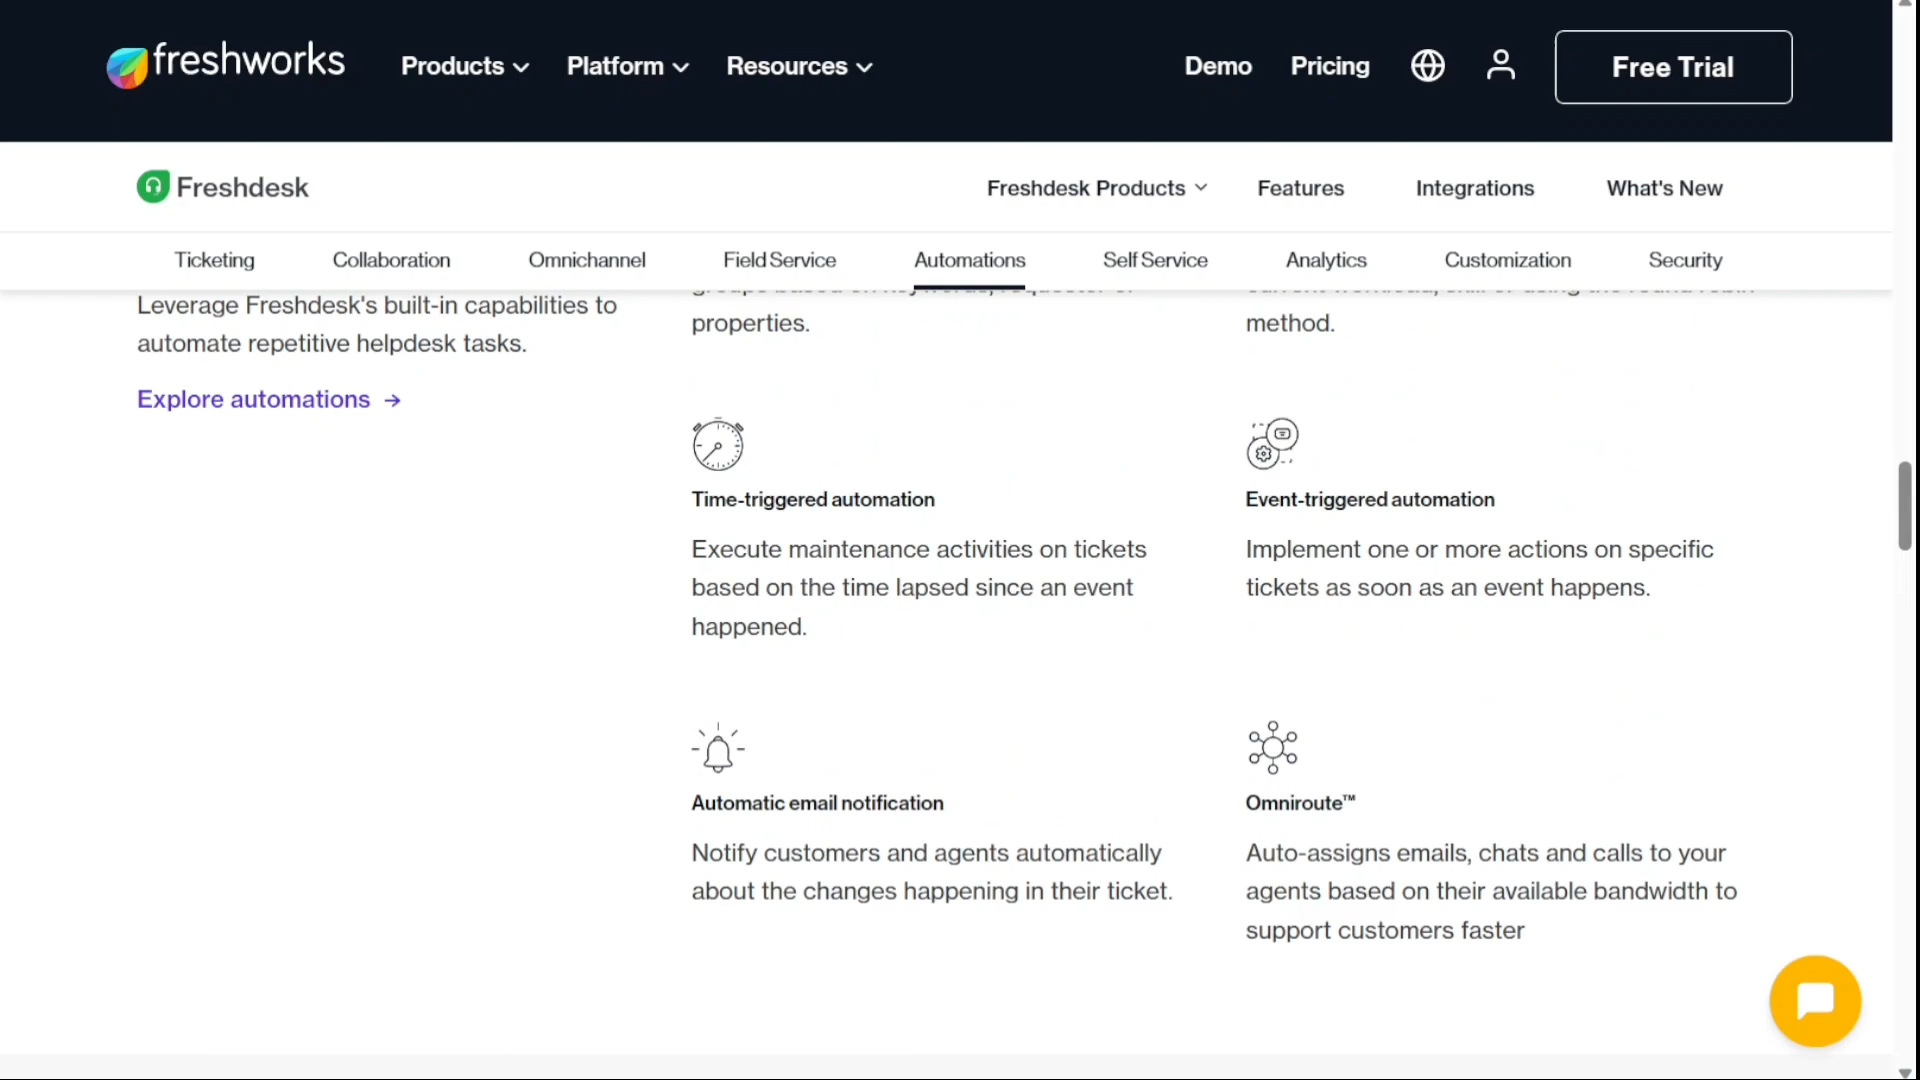 freshworks
Products
Platform
Resources
Demo
Pricing
Free Trial
Freshdesk
Freshdesk Products
Features
Integrations
What's New
Ticketing
Collaboration
Omnichannel
Field Service
Automations
Self Service
Analytics
Customization
Security
Leverage Freshdesk's built-in capabilities to
automate repetitive helpdesk tasks.
Explore automations →
properties.
method.
Time-triggered automation
Execute maintenance activities on tickets
based on the time lapsed since an event
happened.
Event-triggered automation
Implement one or more actions on specific
tickets as soon as an event happens.
Automatic email notification
Notify customers and agents automatically
about the changes happening in their ticket.
Omniroute™
Auto-assigns emails, chats and calls to your
agents based on their available bandwidth to
support customers faster